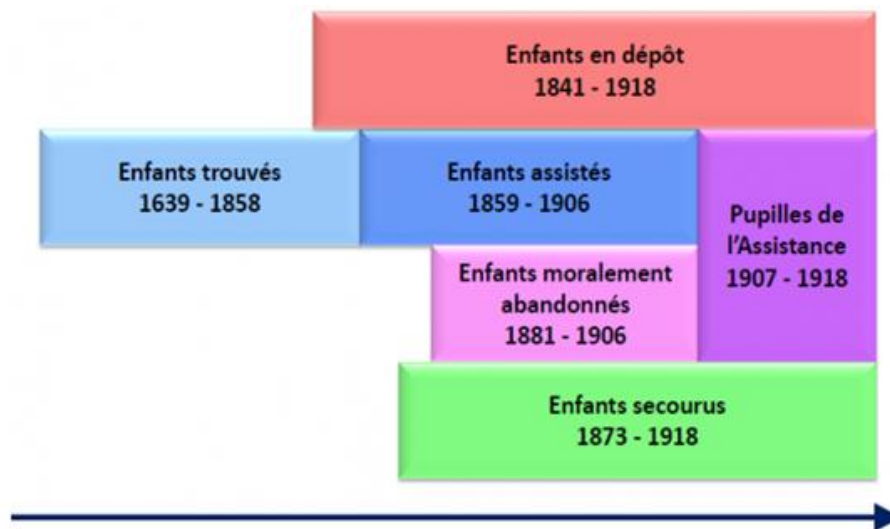 Enfants en dépôt
1841 - 1918
Enfants trouvés
1639 - 1858
Enfants assistés
1859 - 1906
Pupilles de
l'Assistance
1907 - 1918
Enfants moralement
abandonnés
1881 - 1906
Enfants secourus
1873 - 1918